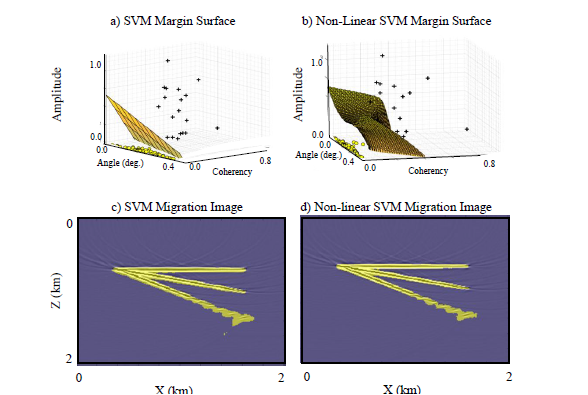 a) SVM Margin Surface
b) Non-Linear SVM Margin Surface
Amplitude
1.0
0.0
0.0
Angle (deg.)
0.4
0.0
Coherency
0.8
Amplitude
1.0
0.0
0.0
Angle (deg.)
0.4
0.0
Coherency
0.8
c) SVM Migration Image
d) Non-linear SVM Migration Image
0
Z (km)
2
0
2
X (km)
0
2
X (km)